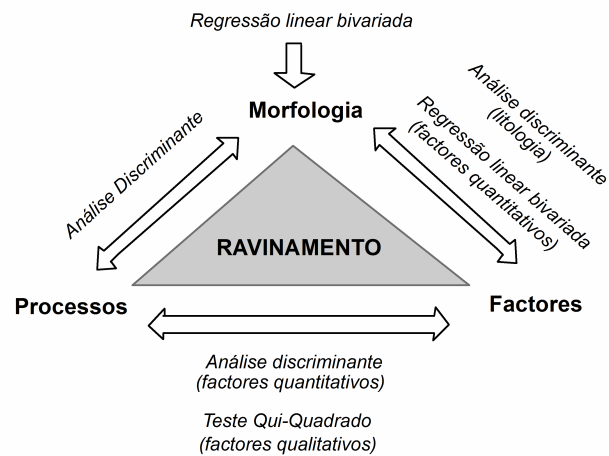 Regressão linear bivariada
Morfologia
Análise Discriminante
Análise discriminante
(litologia)
Regressão linear bivariada
(factores quantitativos)
RAVINAMENTO
Processos
Factores
Análise discriminante
(factores quantitativos)
Teste Qui-Quadrado
(factores qualitativos)